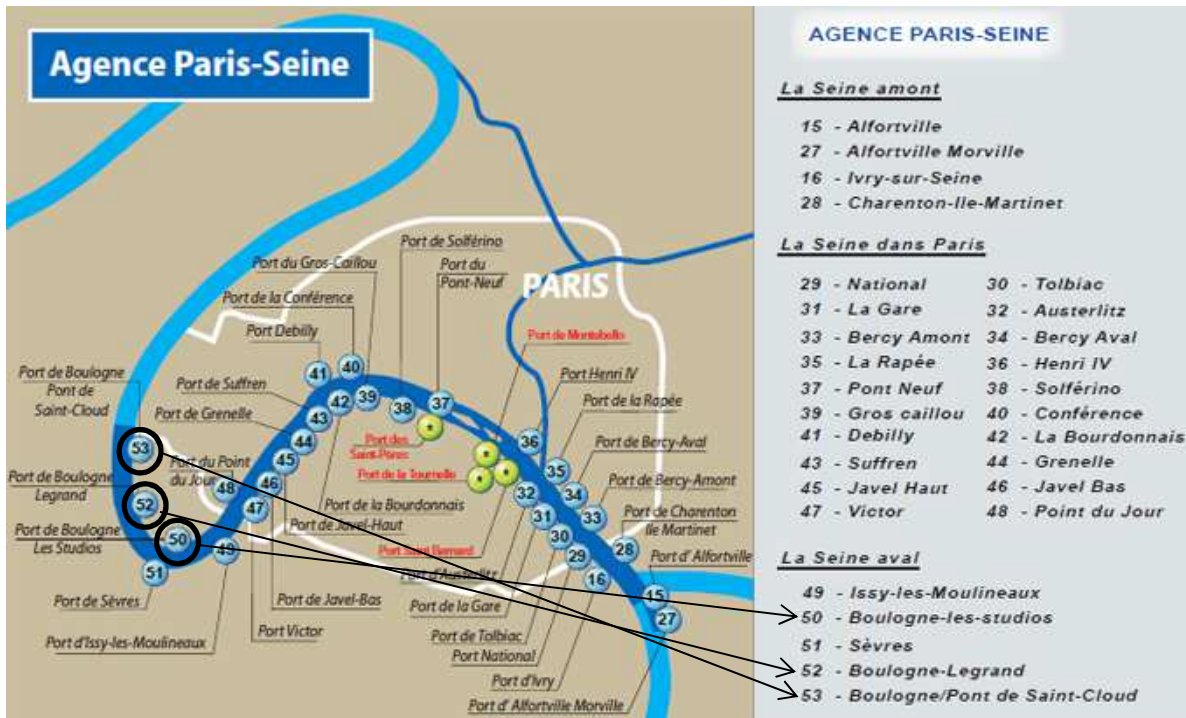 Agence Paris-Seine
Port de Solférino
Port du Gros-Caillou
Port du
Pont-Neuf
PARIS
Port de la Conférence
Port Debilly
Port de Montebello
Port de Boulogne
Pont de
Saint-Cloud
Port de Suffren
Port Henri IV
Port de Grenelle
Port de la Rapée
Port des
Saint-Pères
Port de Bercy-Aval
Port de la Tournelle
Port du Point
du Jour
Port de Boulogne
Legrand
Port de Bercy-Amont
Port de la Bourdonnais
Port de Boulogne
Les Studios
Port de Javel-Haut
Port de Charenton
Ile Martinet
Port Saint Bernard
Port d'Austerlitz
Port d'Alfortville
Port de Sèvres
Port de Javel-Bas
Port de la Gare
Port Victor
Port de Tolbiac
Port d'Issy-les-Moulineaux
Port National
Port d'Ivry
Port d'Alfortville Morville
41
40
42
39
38
37
43
44
45
46
47
48
49
50
51
52
53
36
35
34
33
32
31
30
29
28
16
15
27
*
*
*
*
AGENCE PARIS-SEINE
La Seine amont
15 - Alfortville
27 - Alfortville Morville
16 - Ivry-sur-Seine
28 - Charenton-Ile-Martinet
La Seine dans Paris
29 - National 30 - Tolbiac
31 - La Gare 32 - Austerlitz
33 - Bercy Amont 34 - Bercy Aval
35 - La Rapée 36 - Henri IV
37 - Pont Neuf 38 - Solférino
39 - Gros caillou 40 - Conférence
41 - Debilly 42 - La Bourdonnais
43 - Suffren 44 - Grenelle
45 - Javel Haut 46 - Javel Bas
47 - Victor 48 - Point du Jour
La Seine aval
49 - Issy-les-Moulineaux
50 - Boulogne-les-studios
51 - Sèvres
52 - Boulogne-Legrand
53 - Boulogne/Pont de Saint-Cloud